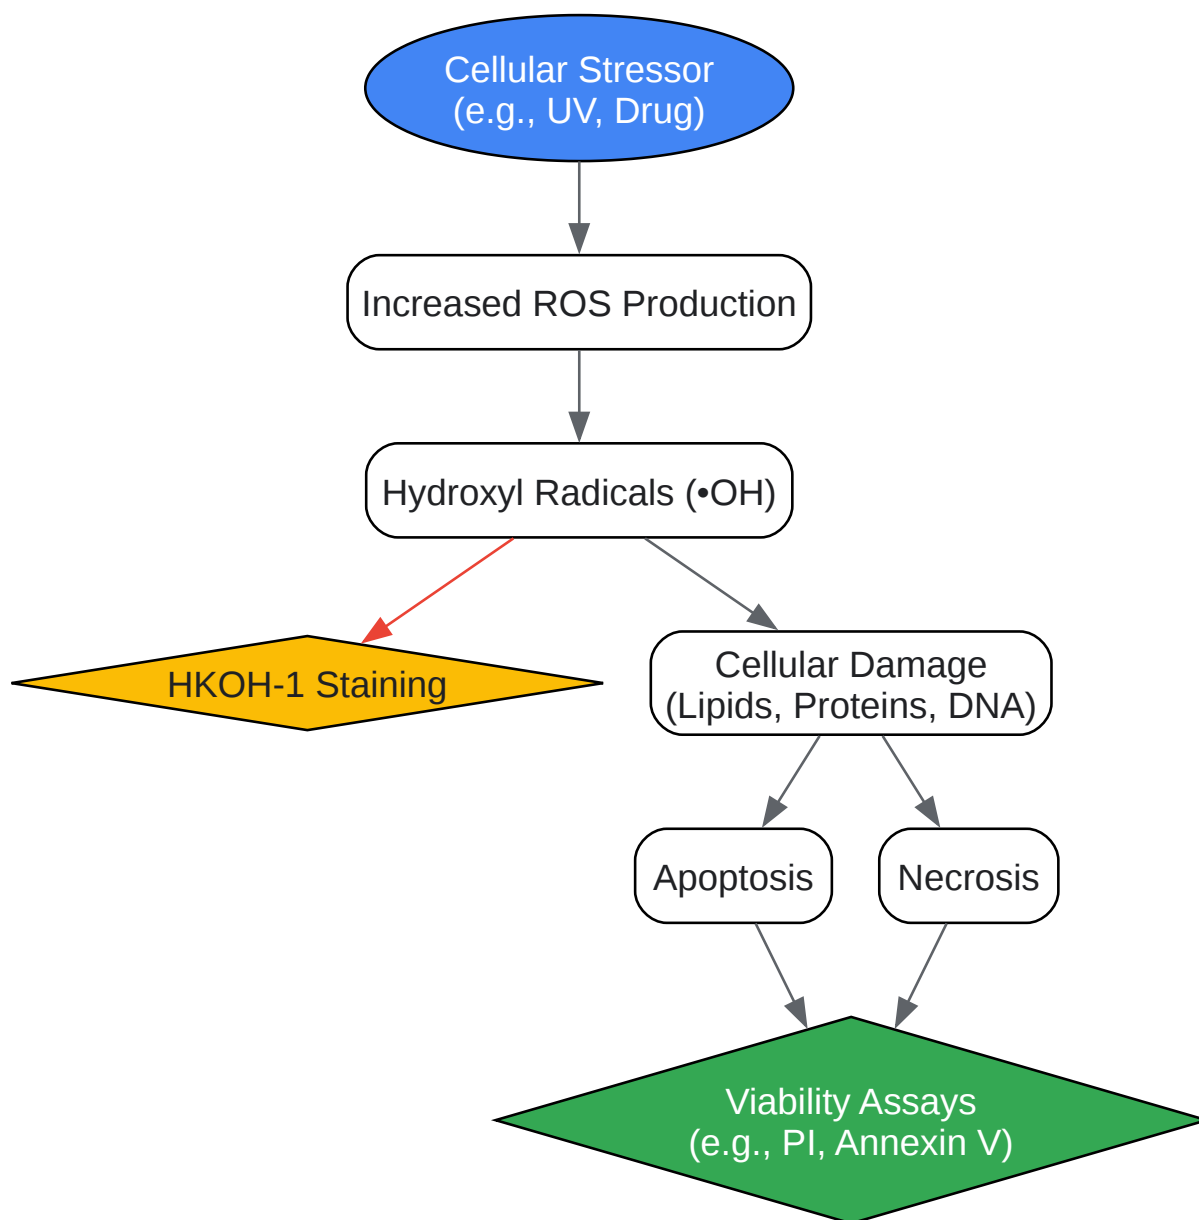 Cellular Stressor
(e.g., UV, Drug)
Increased ROS Production
Hydroxyl Radicals (•OH)
HKOH-1 Staining
Cellular Damage
(Lipids, Proteins, DNA)
Apoptosis
Necrosis
Viability Assays
(e.g., PI, Annexin V)